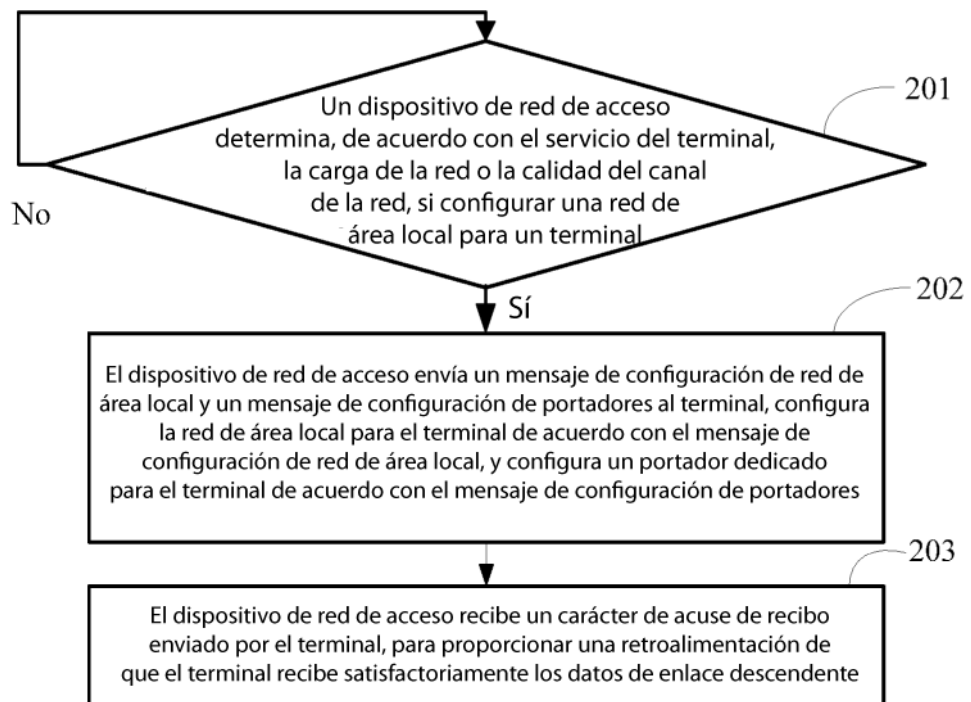 Un dispositivo de red de acceso
determina, de acuerdo con el servicio del terminal,
la carga de la red o la calidad del canal
de la red, si configurar una red de
área local para un terminal
201
No
Sí
202
El dispositivo de red de acceso envía un mensaje de configuración de red de
área local y un mensaje de configuración de portadores al terminal, configura
la red de área local para el terminal de acuerdo con el mensaje de
configuración de red de área local, y configura un portador dedicado
para el terminal de acuerdo con el mensaje de configuración de portadores
203
El dispositivo de red de acceso recibe un carácter de acuse de recibo
enviado por el terminal, para proporcionar una retroalimentación de
que el terminal recibe satisfactoriamente los datos de enlace descendente